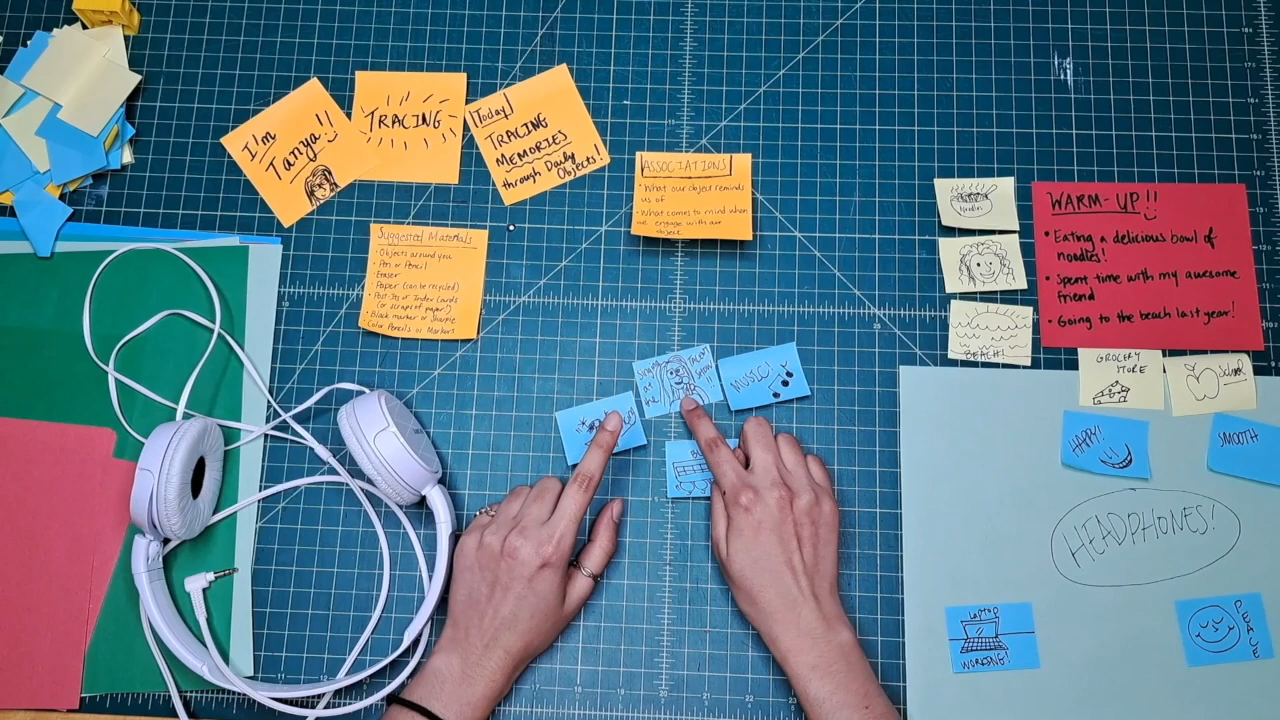 I'm
Tanya!!
TRACING
Today
TRACING
MEMORIES
through Daily
Objects!
Suggested Materials
• Objects around you
• Pen or Pencil
• Eraser
• Paper (can be recycled)
• Post-Its or Index Cards
(or scraps of paper!)
• Black marker or Sharpie
• Color Pencils or Markers
ASSOCIATIONS
• What our object reminds
us of
• What comes to mind when
we engage with our
object
Noodles
BEACH!
WARM-UP!!
• Eating a delicious bowl of
noodles!
• Spent time with my awesome
friend
• Going to the beach last year!
GROCERY
STORE
School
at
the
TALENT
SHOW!!
MUSIC!
HAPPY!
SMOOTH
HEADPHONES!
LAPTOP
WORKING!
PEACE